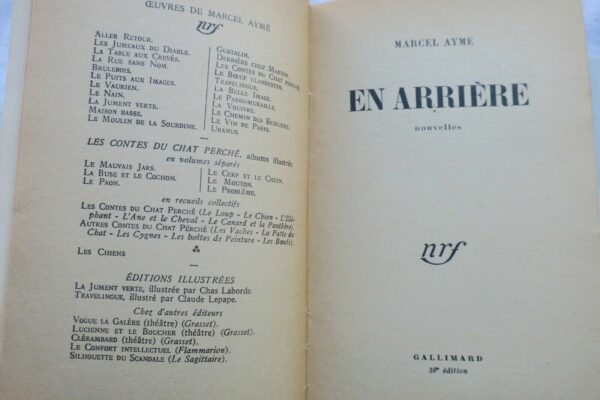 ŒUVRES DE MARCEL AYMÉ
nrf
ALLER RETOUR.
LES JUMEAUX DU DIABLE.
LA TABLE AUX CREVÉS.
LA RUE SANS NOM.
BRULEBOIS.
LE PUITS AUX IMAGES.
LE VAURIEN.
LE NAIN.
LA JUMENT VERTE.
MAISON BASSE.
LE MOULIN DE LA SOURDINE.
GUSTALIN.
DERRIÈRE CHEZ MARTIN.
LES CONTES DU CHAT PERCHÉ.
LE BŒUF CLANDESTIN.
TRAVELINGUE.
LA BELLE IMAGE.
LE PASSE-MURAILLE.
LA VOUIVRE.
LE CHEMIN DES ECOLIERS.
LE VIN DE PARIS.
URANUS.
LES CONTES DU CHAT PERCHÉ, albums illustrés
en volumes séparés
LE MAUVAIS JARS.
LA BUSE ET LE COCHON.
LE PAON.
LE CERF ET LE CHIEN.
LE MOUTON.
LE PROBLÈME.
en recueils collectifs
LES CONTES DU CHAT PERCHÉ (Le Loup - Le Chien - L'Elé-
phant - L'Ane et le Cheval - Le Canard et la Panthère).
AUTRES CONTES DU CHAT PERCHÉ (Les Vaches - La Patte du
Chat - Les Cygnes - Les boîtes de Peinture - Les Bœufs).
LES CHIENS
ÉDITIONS ILLUSTRÉES
LA JUMENT VERTE, illustrée par Chas Laborde.
TRAVELINGUE, illustré par Claude Lepape.
Chez d'autres éditeurs
VOGUE LA GALÈRE (théâtre) (Grasset).
LUCIENNE ET LE BOUCHER (théâtre) (Grasset).
CLÉRAMBARD (théâtre) (Grasset).
LE CONFORT INTELLECTUEL (Flammarion).
SILHOUETTE DU SCANDALE (Le Sagittaire).
MARCEL AYMÉ
EN ARRIÈRE
nouvelles
nrf
GALLIMARD
30e édition